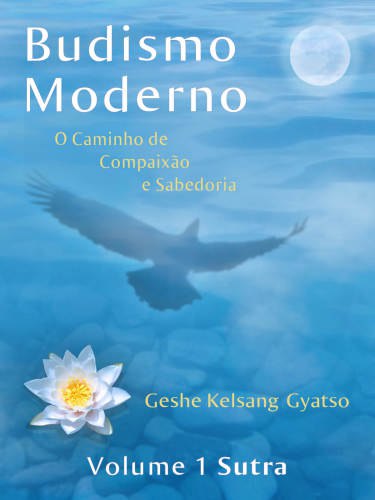 Budismo
Moderno
O Caminho de
Compaixão
e Sabedoria
Geshe Kelsang Gyatso
Volume 1 Sutra